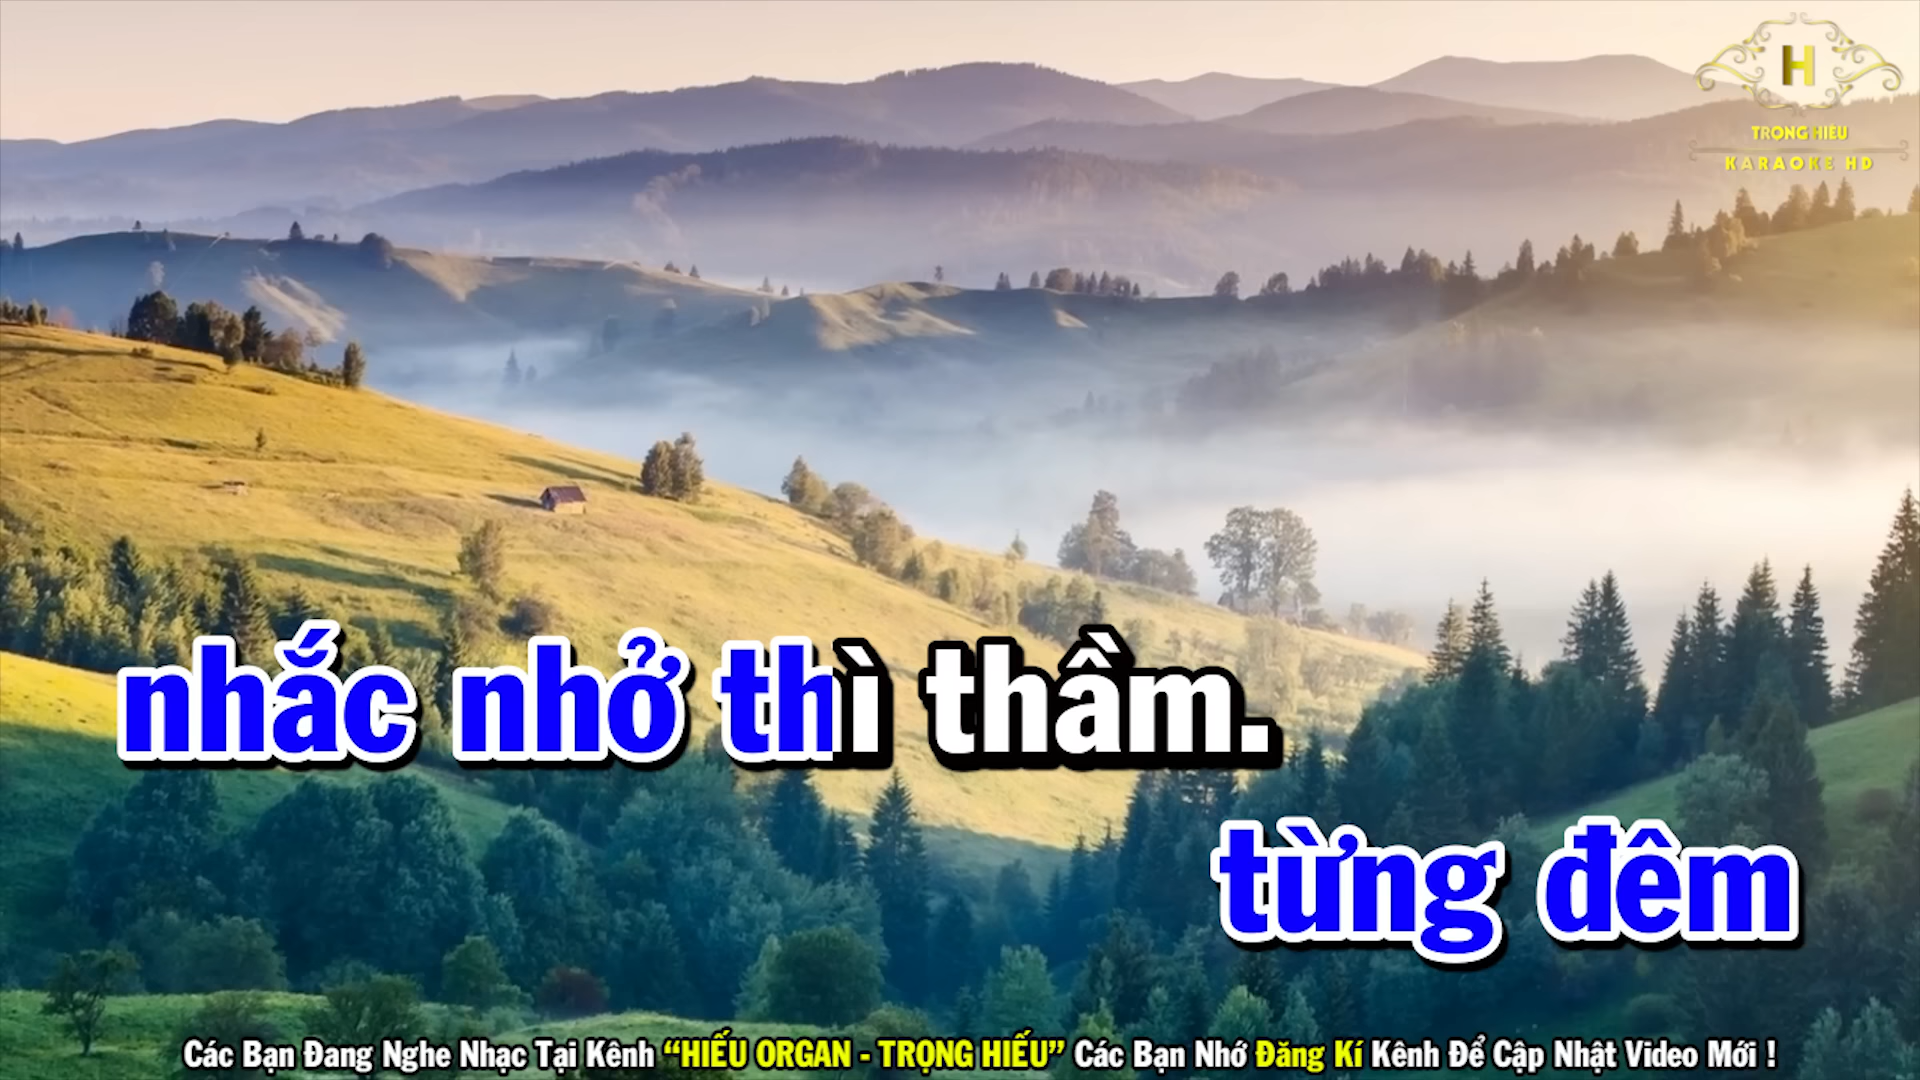 H
TRỌNG HIẾU
KARAOKE HD
nhắc nhở thì thầm.
từng đêm
Các Bạn Đang Nghe Nhạc Tại Kênh “HIẾU ORGAN - TRỌNG HIẾU” Các Bạn Nhớ Đăng Kí Kênh Để Cập Nhật Video Mới !